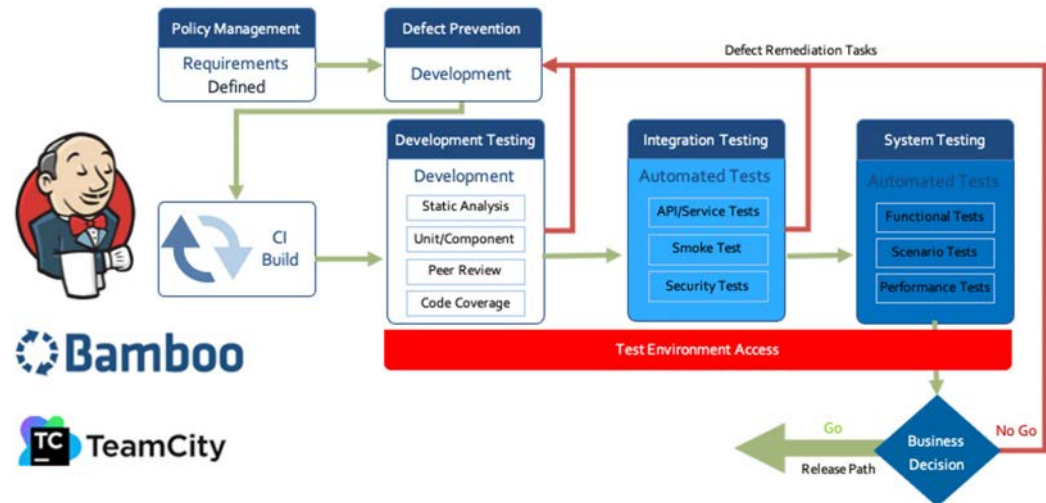 Policy Management
Requirements
Defined
Defect Prevention
Development
Defect Remediation Tasks
CI
Build
Development Testing
Development
Static Analysis
Unit/Component
Peer Review
Code Coverage
Integration Testing
Automated Tests
API/Service Tests
Smoke Test
Security Tests
System Testing
Automated Tests
Functional Tests
Scenario Tests
Performance Tests
Test Environment Access
Bamboo
TC TeamCity
Go
Release Path
Business
Decision
No Go